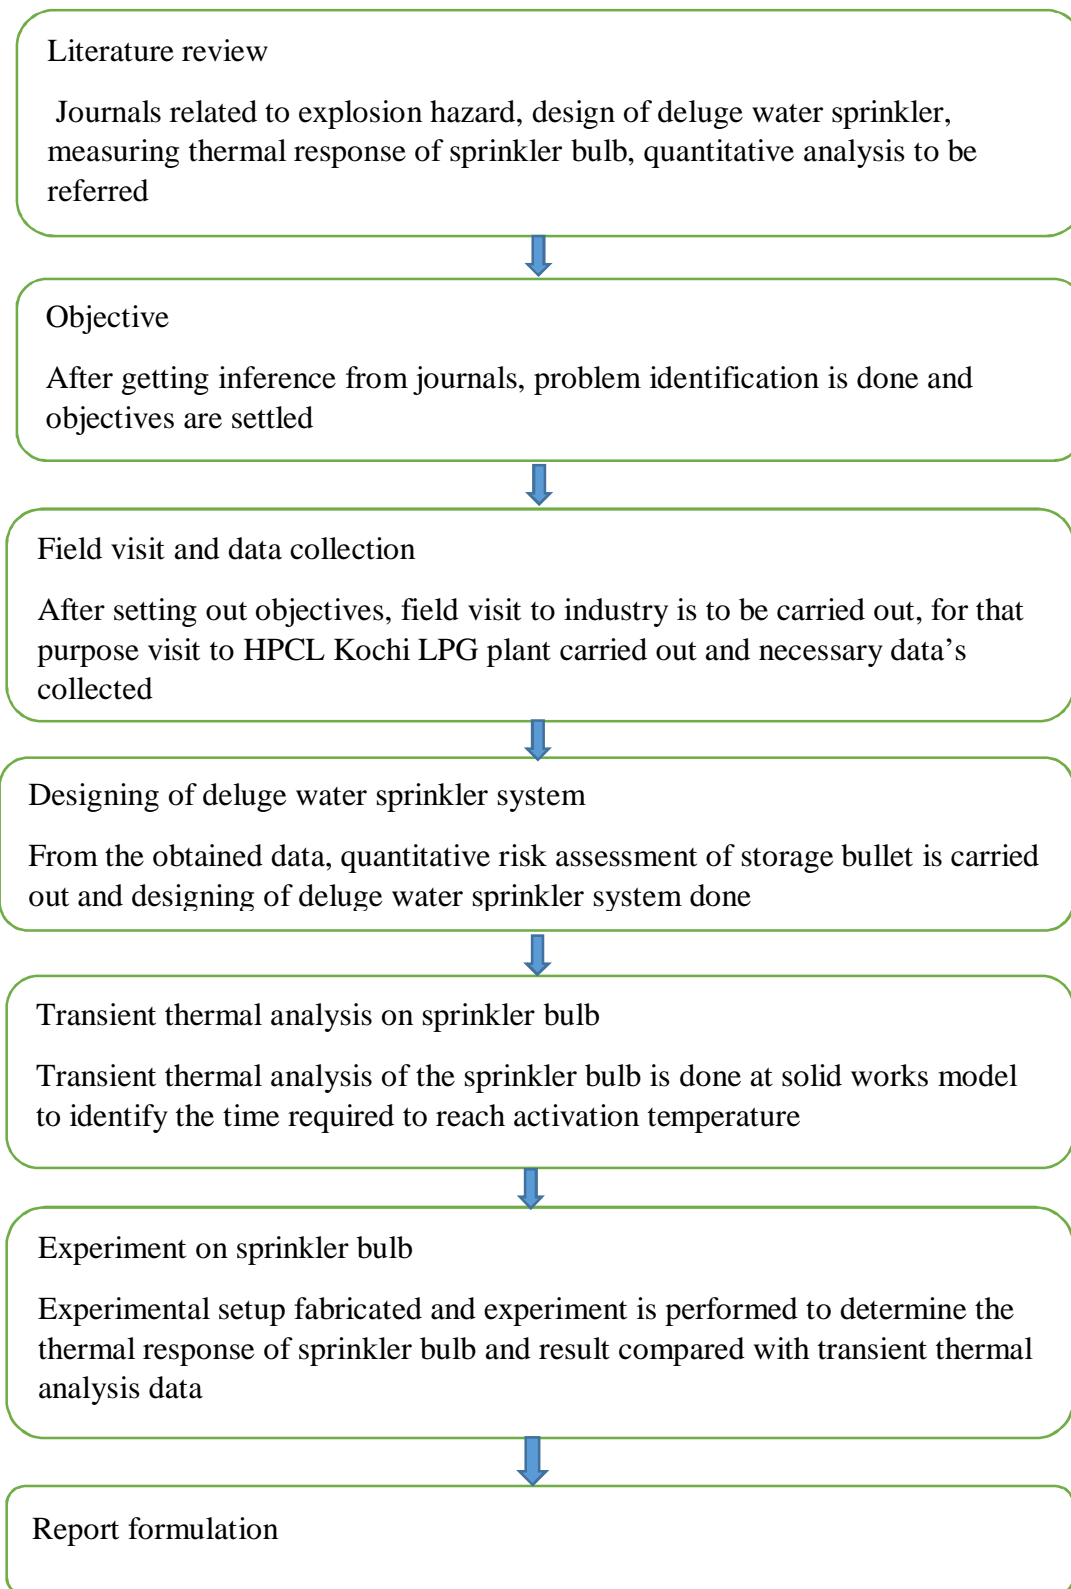 Literature review
Journals related to explosion hazard, design of deluge water sprinkler,
measuring thermal response of sprinkler bulb, quantitative analysis to be
referred
Objective
After getting inference from journals, problem identification is done and
objectives are settled
Field visit and data collection
After setting out objectives, field visit to industry is to be carried out, for that
purpose visit to HPCL Kochi LPG plant carried out and necessary data’s
collected
Designing of deluge water sprinkler system
From the obtained data, quantitative risk assessment of storage bullet is carried
out and designing of deluge water sprinkler system done
Transient thermal analysis on sprinkler bulb
Transient thermal analysis of the sprinkler bulb is done at solid works model
to identify the time required to reach activation temperature
Experiment on sprinkler bulb
Experimental setup fabricated and experiment is performed to determine the
thermal response of sprinkler bulb and result compared with transient thermal
analysis data
Report formulation